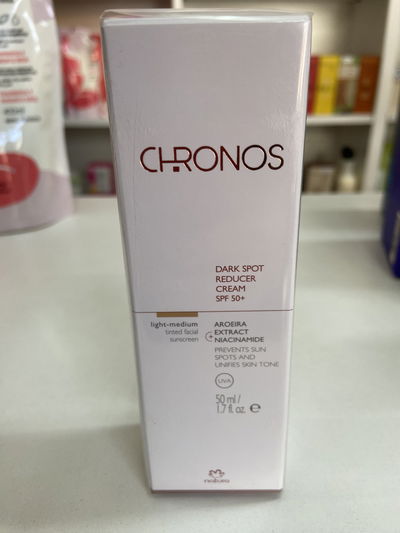 CHRONOS
DARK SPOT
REDUCER
CREAM
SPF 50+
light-medium
tinted facial
sunscreen
AROEIRA
EXTRACT
NIACINAMIDE
PREVENTS SUN
SPOTS AND
UNIFIES SKIN TONE
UVA
50 ml /
1.7 fl. oz. ℮
natura